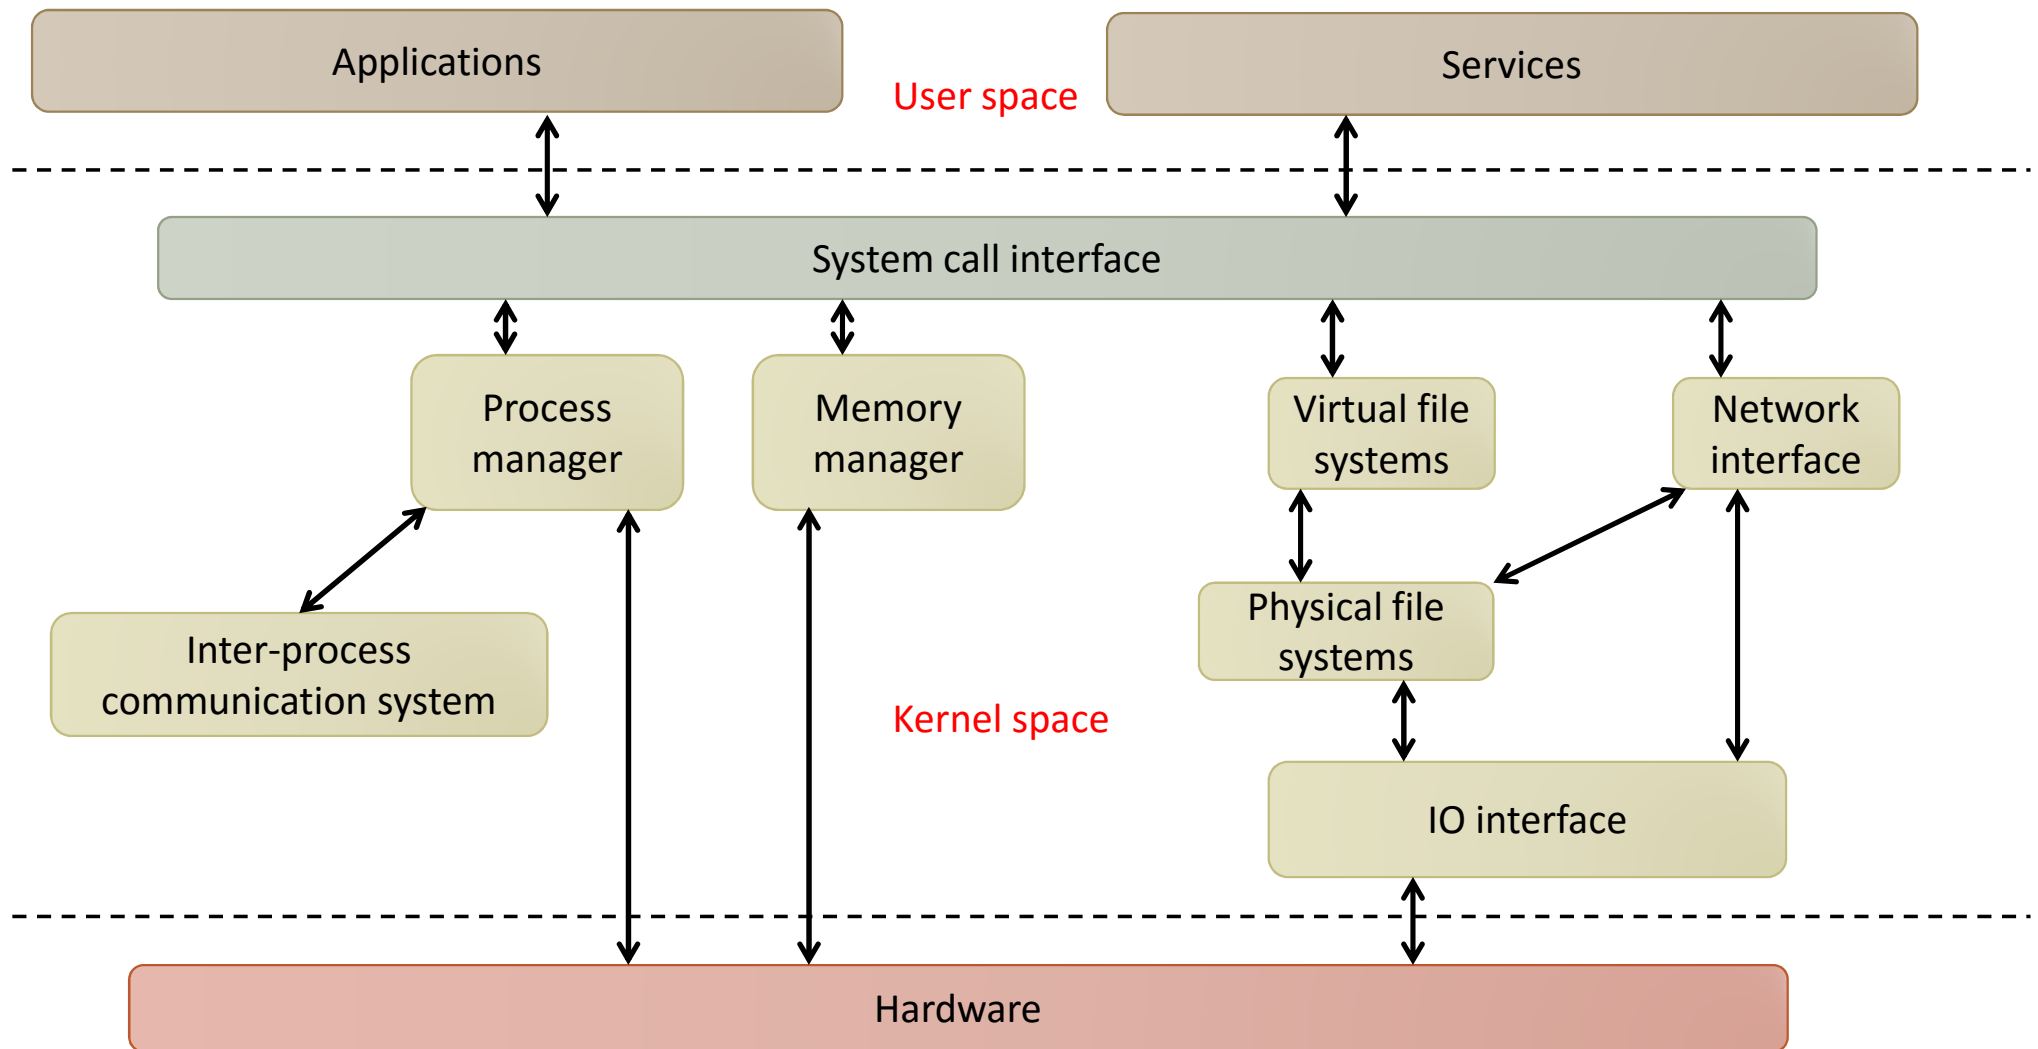 Applications
Services
User space
System call interface
Process
manager
Memory
manager
Virtual file
systems
Network
interface
Physical file
systems
Inter-process
communication system
Kernel space
IO interface
Hardware